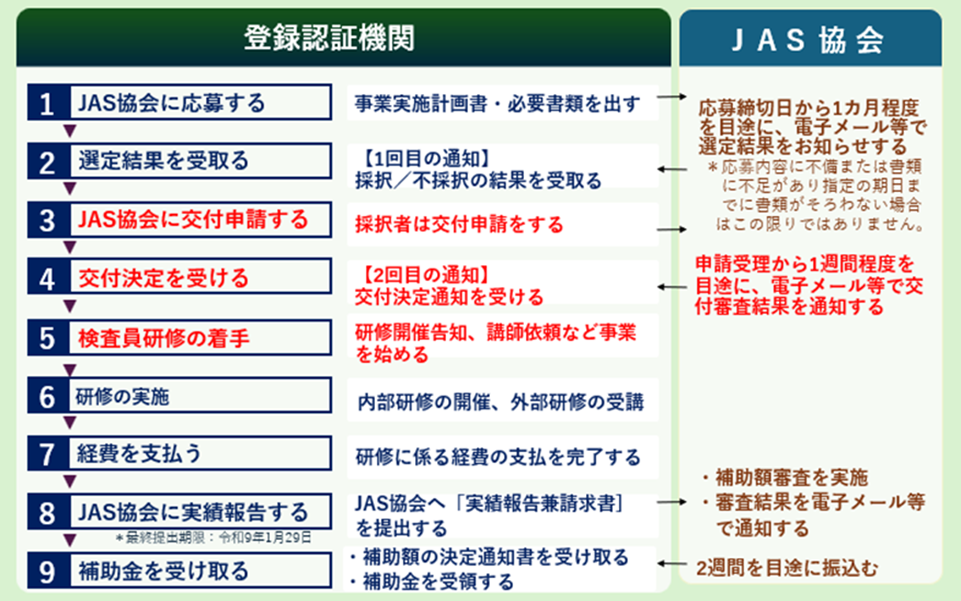 登録認証機関
JAS協会
1 JAS協会に応募する
事業実施計画書・必要書類を出す
応募締切日から1カ月程度
を目途に、電子メール等で
選定結果をお知らせする
＊応募内容に不備または書類
に不足があり指定の期日ま
でに書類がそろわない場合
はこの限りではありません。
2 選定結果を受取る
【1回目の通知】
採択／不採択の結果を受取る
3 JAS協会に交付申請する
採択者は交付申請をする
4 交付決定を受ける
【2回目の通知】
交付決定通知を受ける
申請受理から1週間程度を
目途に、電子メール等で交
付審査結果を通知する
5 検査員研修の着手
研修開催告知、講師依頼など事業
を始める
6 研修の実施
内部研修の開催、外部研修の受講
7 経費を支払う
研修に係る経費の支払を完了する
8 JAS協会に実績報告する
＊最終提出期限：令和9年1月29日
JAS協会へ［実績報告兼請求書］
を提出する
・補助額審査を実施
・審査結果を電子メール等
で通知する
9 補助金を受け取る
・補助額の決定通知書を受け取る
・補助金を受領する
2週間を目途に振込む